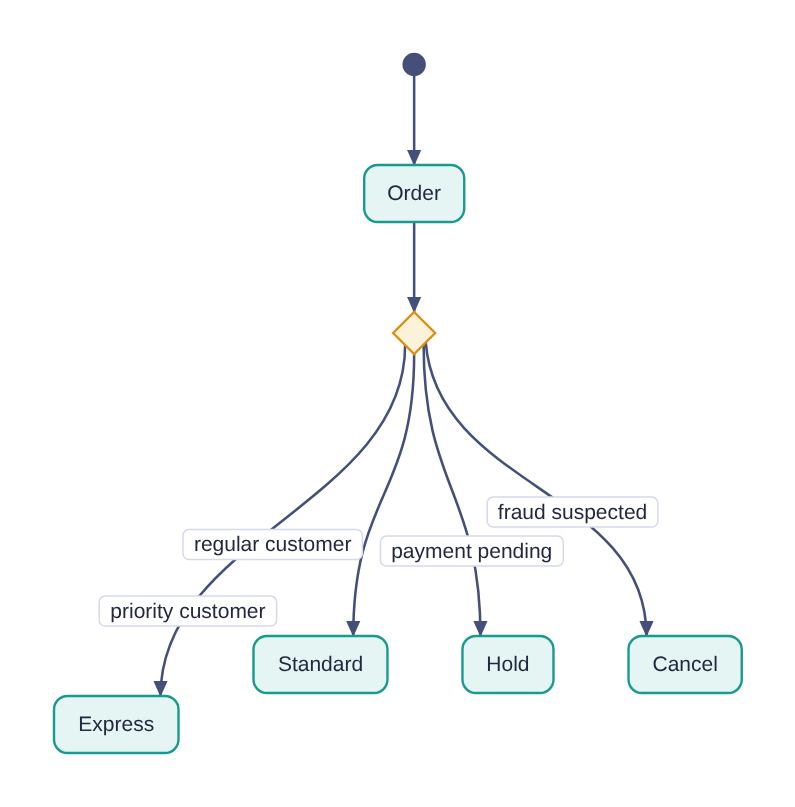 Order
fraud suspected
regular customer
payment pending
priority customer
Standard
Hold
Cancel
Express